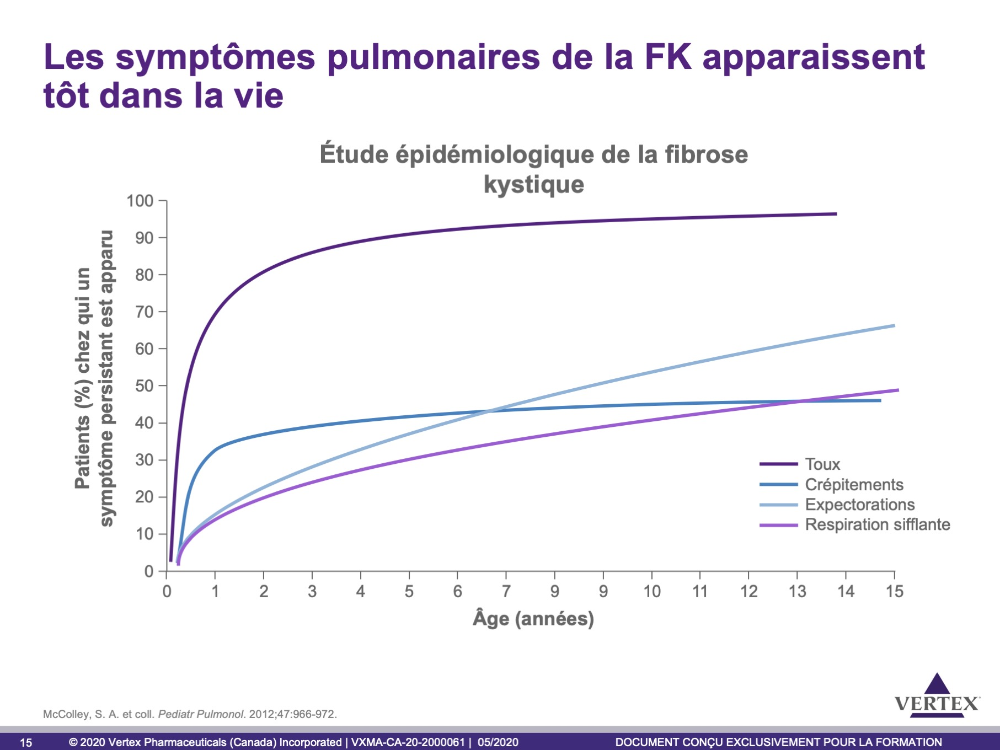 Les symptômes pulmonaires de la FK apparaissent
tôt dans la vie
Étude épidémiologique de la fibrose
kystique
Patients (%) chez qui un
symptôme persistant est apparu
100
90
80
70
60
50
40
30
20
10
0
0 1 2 3 4 5 6 7 9 9 10 11 12 13 14 15
Âge (années)
Toux
Crépitements
Expectorations
Respiration sifflante
VERTEX
McColley, S. A. et coll. Pediatr Pulmonol. 2012;47:966-972.
15 © 2020 Vertex Pharmaceuticals (Canada) Incorporated | VXMA-CA-20-2000061 | 05/2020 DOCUMENT CONÇU EXCLUSIVEMENT POUR LA FORMATION